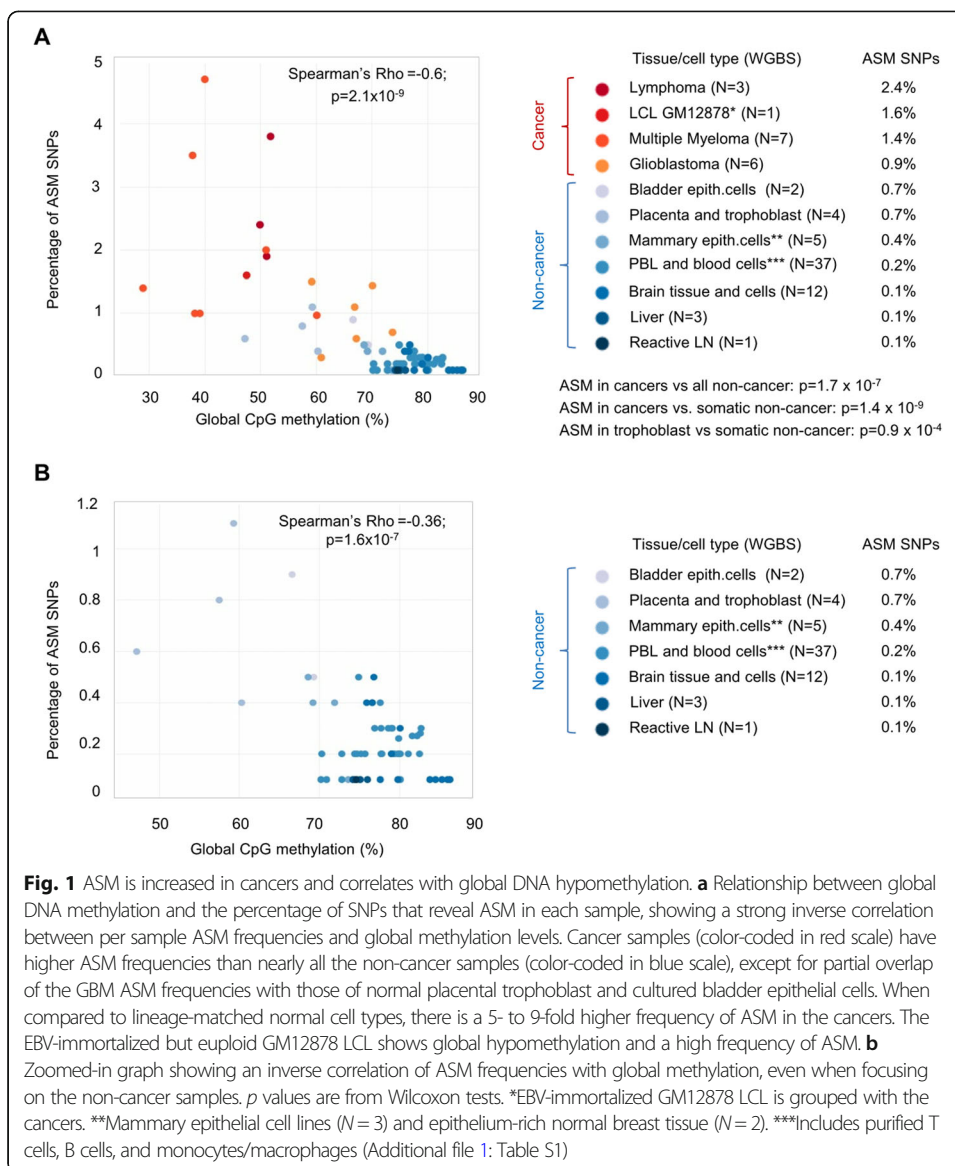 A
5
4
3
2
1
0
Percentage of ASM SNPs
Spearman's Rho =-0.6;
p=2.1x10⁻⁹
30 40 50 60 70 80 90
Global CpG methylation (%)
Tissue/cell type (WGBS) ASM SNPs
Cancer
Lymphoma (N=3) 2.4%
LCL GM12878* (N=1) 1.6%
Multiple Myeloma (N=7) 1.4%
Glioblastoma (N=6) 0.9%
Non-cancer
Bladder epith.cells (N=2) 0.7%
Placenta and trophoblast (N=4) 0.7%
Mammary epith.cells** (N=5) 0.4%
PBL and blood cells*** (N=37) 0.2%
Brain tissue and cells (N=12) 0.1%
Liver (N=3) 0.1%
Reactive LN (N=1) 0.1%
ASM in cancers vs all non-cancer: p=1.7 x 10⁻⁷
ASM in cancers vs. somatic non-cancer: p=1.4 x 10⁻⁹
ASM in trophoblast vs somatic non-cancer: p=0.9 x 10⁻⁴
B
1.2
1
0.8
0.6
0.4
0.2
0
Percentage of ASM SNPs
Spearman's Rho =-0.36;
p=1.6x10⁻⁷
50 60 70 80 90
Global CpG methylation (%)
Tissue/cell type (WGBS) ASM SNPs
Non-cancer
Bladder epith.cells (N=2) 0.7%
Placenta and trophoblast (N=4) 0.7%
Mammary epith.cells** (N=5) 0.4%
PBL and blood cells*** (N=37) 0.2%
Brain tissue and cells (N=12) 0.1%
Liver (N=3) 0.1%
Reactive LN (N=1) 0.1%
Fig. 1 ASM is increased in cancers and correlates with global DNA hypomethylation. a Relationship between global
DNA methylation and the percentage of SNPs that reveal ASM in each sample, showing a strong inverse correlation
between per sample ASM frequencies and global methylation levels. Cancer samples (color-coded in red scale) have
higher ASM frequencies than nearly all the non-cancer samples (color-coded in blue scale), except for partial overlap
of the GBM ASM frequencies with those of normal placental trophoblast and cultured bladder epithelial cells. When
compared to lineage-matched normal cell types, there is a 5- to 9-fold higher frequency of ASM in the cancers. The
EBV-immortalized but euploid GM12878 LCL shows global hypomethylation and a high frequency of ASM. b
Zoomed-in graph showing an inverse correlation of ASM frequencies with global methylation, even when focusing
on the non-cancer samples. p values are from Wilcoxon tests. *EBV-immortalized GM12878 LCL is grouped with the
cancers. **Mammary epithelial cell lines (N = 3) and epithelium-rich normal breast tissue (N = 2). ***Includes purified T
cells, B cells, and monocytes/macrophages (Additional file 1: Table S1)